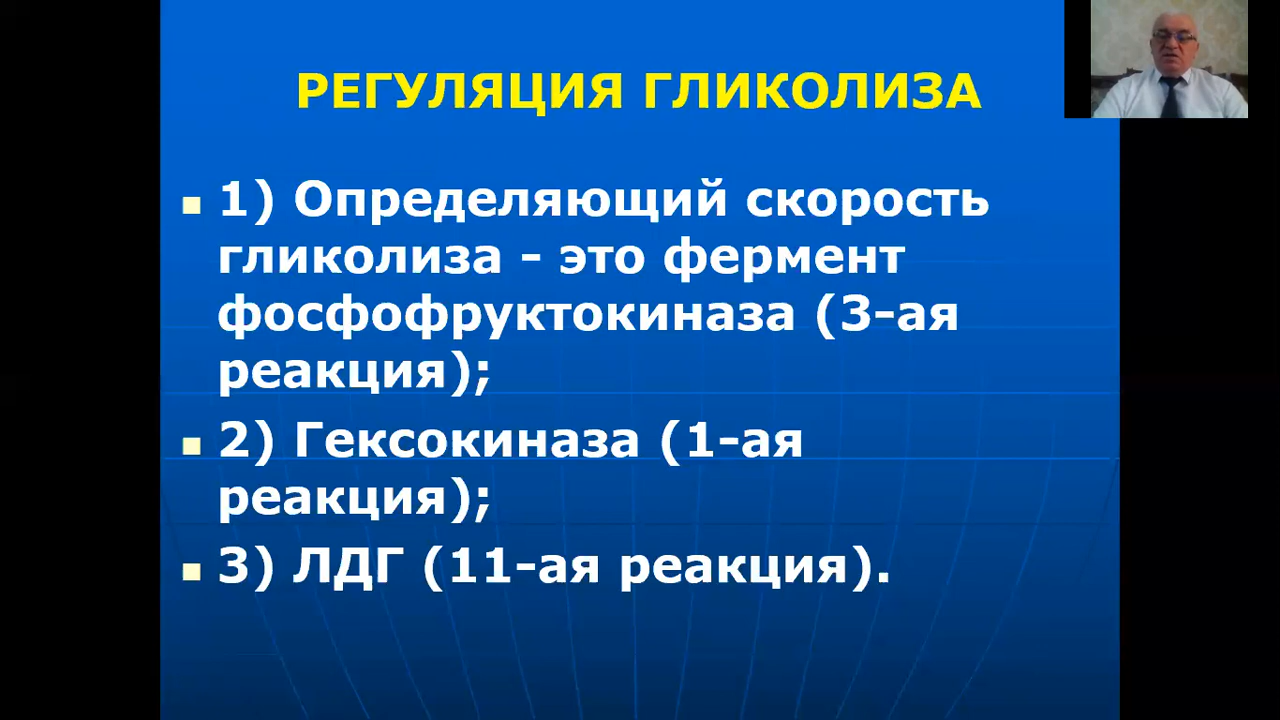 РЕГУЛЯЦИЯ ГЛИКОЛИЗА
1) Определяющий скорость
гликолиза - это фермент
фосфофруктокиназа (3-ая
реакция);
2) Гексокиназа (1-ая
реакция);
3) ЛДГ (11-ая реакция).